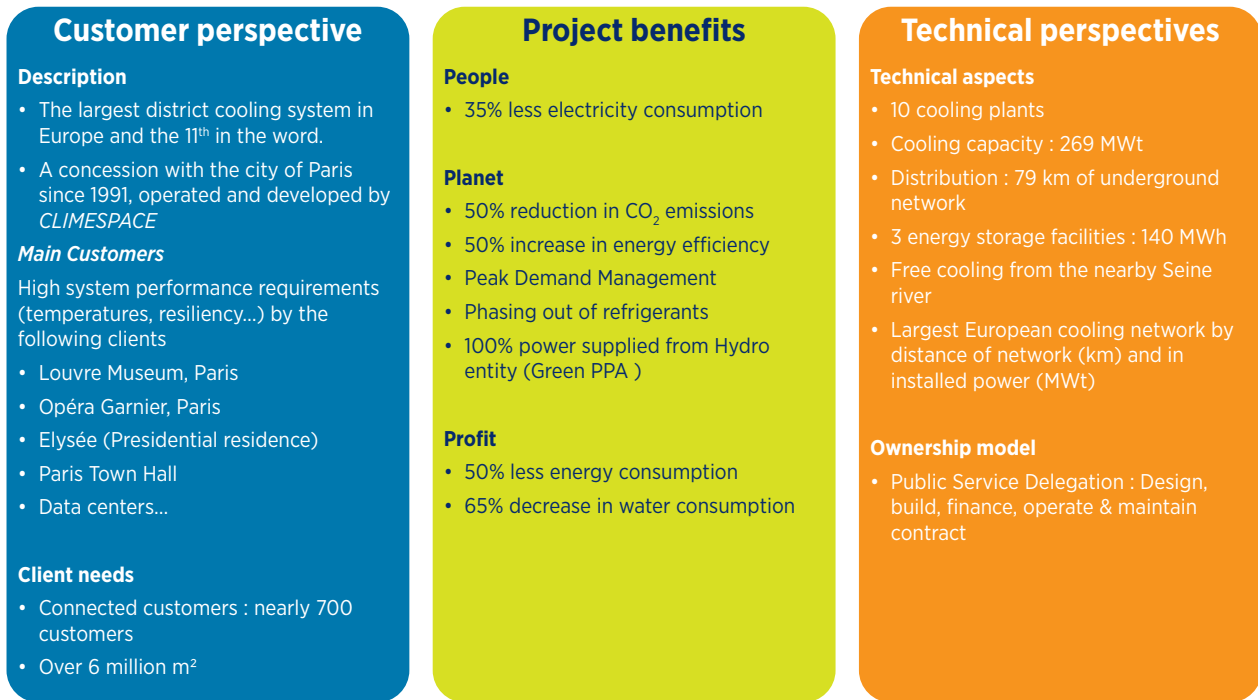 Customer perspective
Description
• The largest district cooling system in
Europe and the 11th in the word.
• A concession with the city of Paris
since 1991, operated and developed by
CLIMESPACE
Main Customers
High system performance requirements
(temperatures, resiliency...) by the
following clients
• Louvre Museum, Paris
• Opéra Garnier, Paris
• Elysée (Presidential residence)
• Paris Town Hall
• Data centers...
Client needs
• Connected customers : nearly 700
customers
• Over 6 million m²
Project benefits
People
• 35% less electricity consumption
Planet
• 50% reduction in CO₂ emissions
• 50% increase in energy efficiency
• Peak Demand Management
• Phasing out of refrigerants
• 100% power supplied from Hydro
entity (Green PPA )
Profit
• 50% less energy consumption
• 65% decrease in water consumption
Technical perspectives
Technical aspects
• 10 cooling plants
• Cooling capacity : 269 MWt
• Distribution : 79 km of underground
network
• 3 energy storage facilities : 140 MWh
• Free cooling from the nearby Seine
river
• Largest European cooling network by
distance of network (km) and in
installed power (MWt)
Ownership model
• Public Service Delegation : Design,
build, finance, operate & maintain
contract